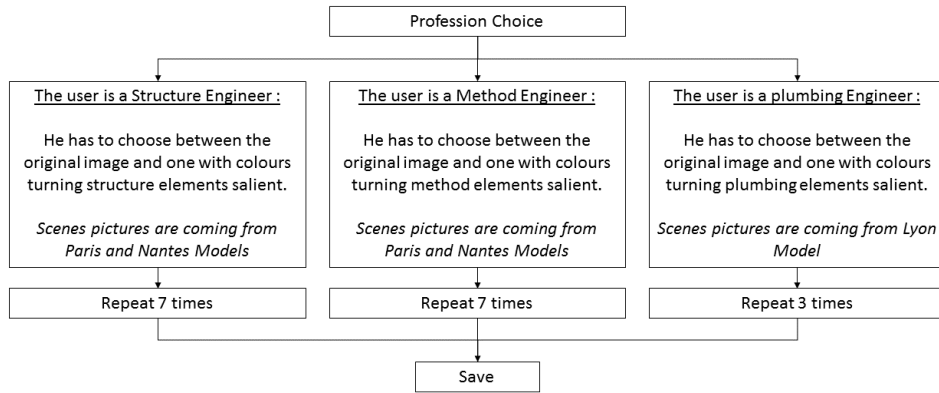 Profession Choice
The user is a Structure Engineer :
He has to choose between the
original image and one with colours
turning structure elements salient.
Scenes pictures are coming from
Paris and Nantes Models
Repeat 7 times
The user is a Method Engineer :
He has to choose between the
original image and one with colours
turning method elements salient.
Scenes pictures are coming from
Paris and Nantes Models
Repeat 7 times
The user is a plumbing Engineer :
He has to choose between the
original image and one with colours
turning plumbing elements salient.
Scenes pictures are coming from Lyon
Model
Repeat 3 times
Save